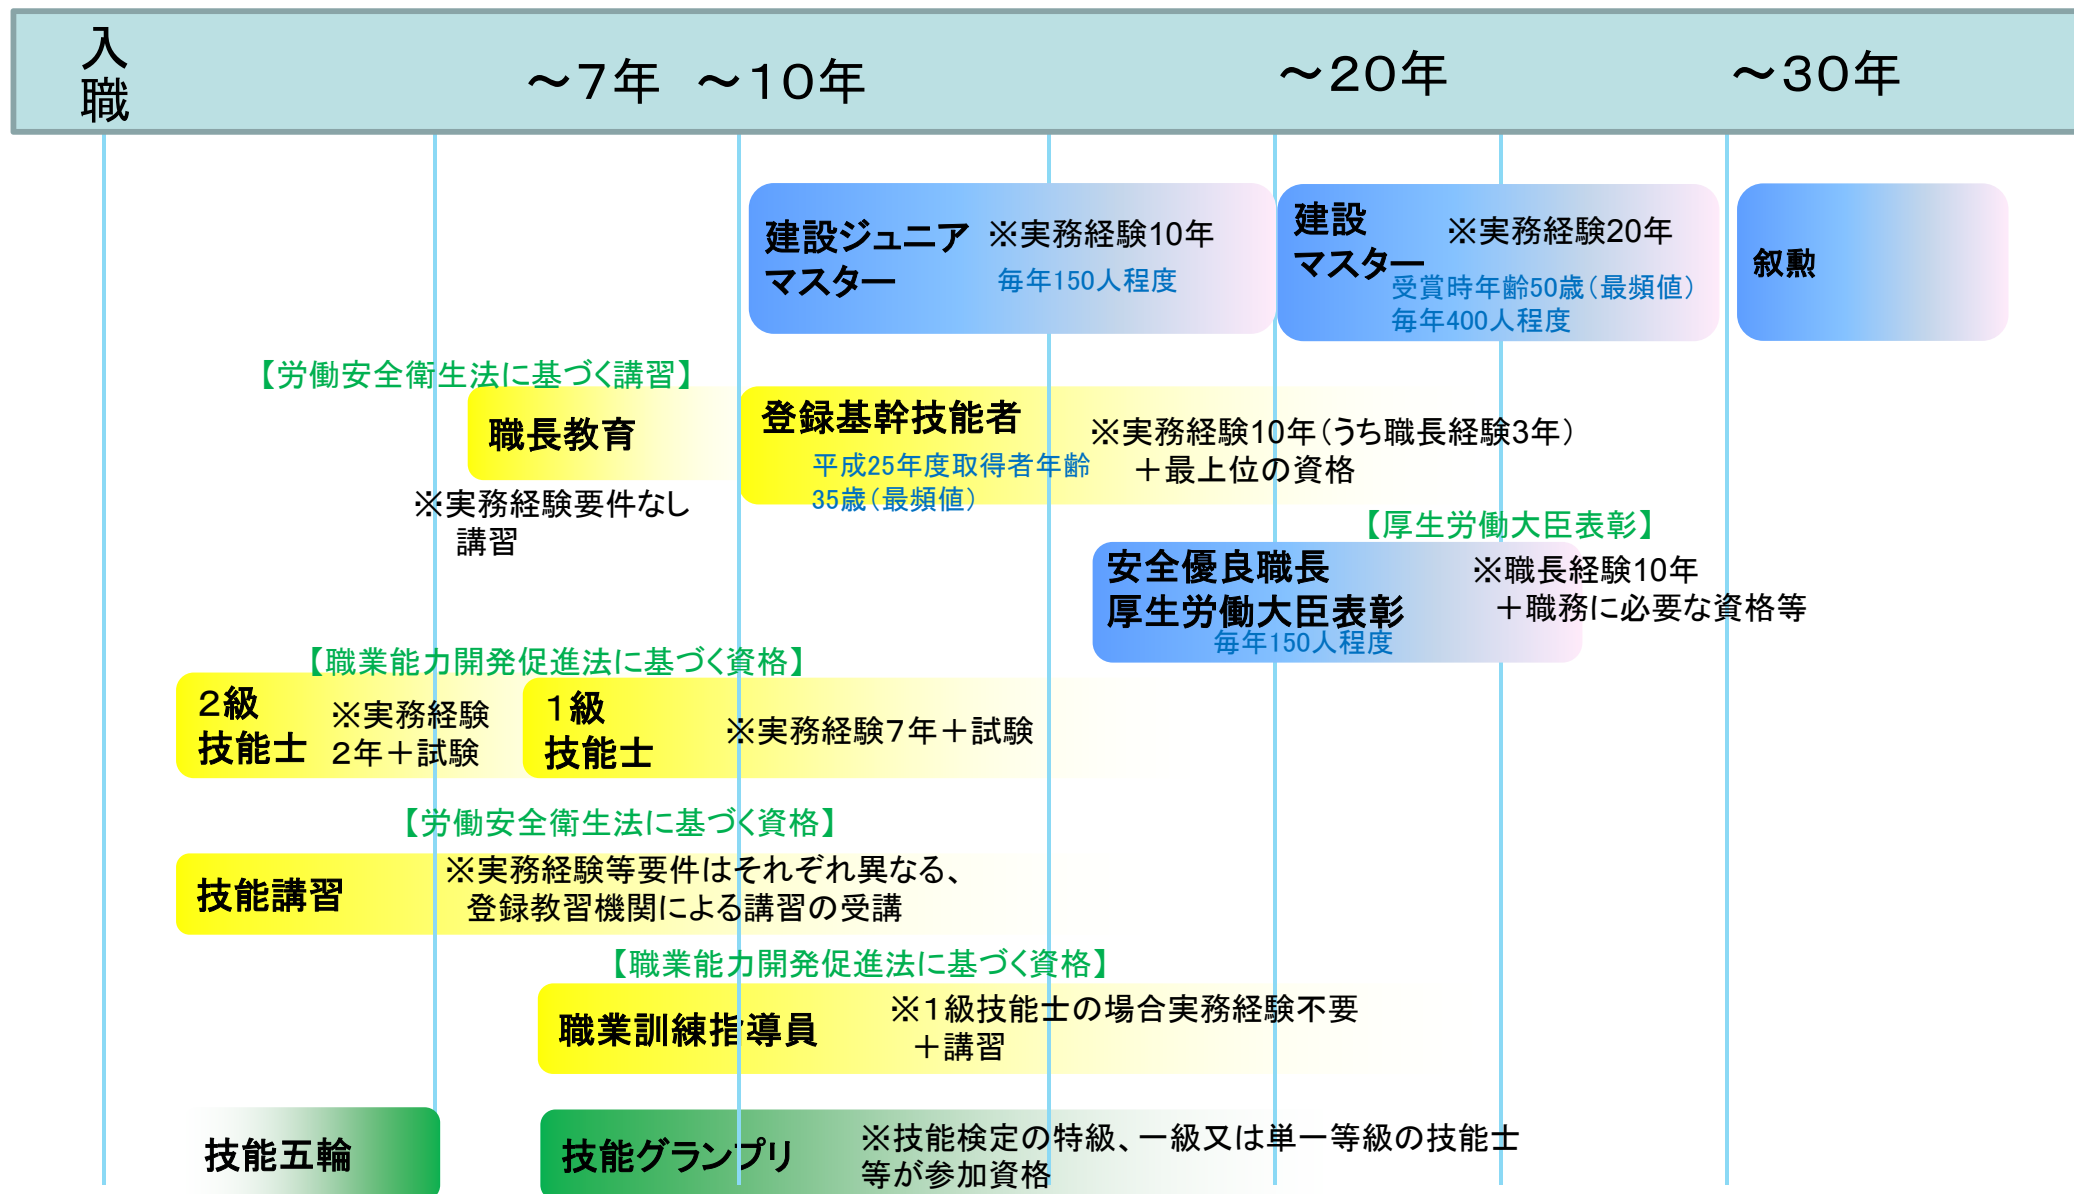 入
職
～7年
～10年
～20年
～30年
建設ジュニア
マスター
※実務経験10年
毎年150人程度
建設
マスター
※実務経験20年
受賞時年齢50歳（最頻値）
毎年400人程度
叙勲
【労働安全衛生法に基づく講習】
職長教育
※実務経験要件なし
講習
登録基幹技能者
平成25年度取得者年齢
35歳（最頻値）
※実務経験10年（うち職長経験3年）
＋最上位の資格
【厚生労働大臣表彰】
安全優良職長
厚生労働大臣表彰
毎年150人程度
※職長経験10年
＋職務に必要な資格等
【職業能力開発促進法に基づく資格】
２級
技能士
※実務経験
２年＋試験
１級
技能士
※実務経験７年＋試験
【労働安全衛生法に基づく資格】
技能講習
※実務経験等要件はそれぞれ異なる、
登録教習機関による講習の受講
【職業能力開発促進法に基づく資格】
職業訓練指導員
※１級技能士の場合実務経験不要
＋講習
技能五輪
技能グランプリ
※技能検定の特級、一級又は単一等級の技能士
等が参加資格